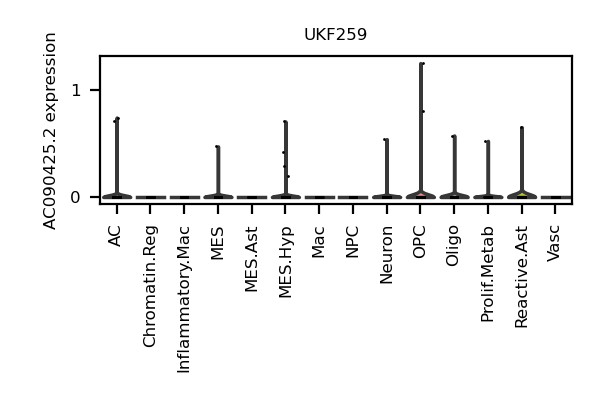 UKF259
AC090425.2 expression
1
0
AC
Chromatin.Reg
Inflammatory.Mac
MES
MES.Ast
MES.Hyp
Mac
NPC
Neuron
OPC
Oligo
Prolif.Metab
Reactive.Ast
Vasc